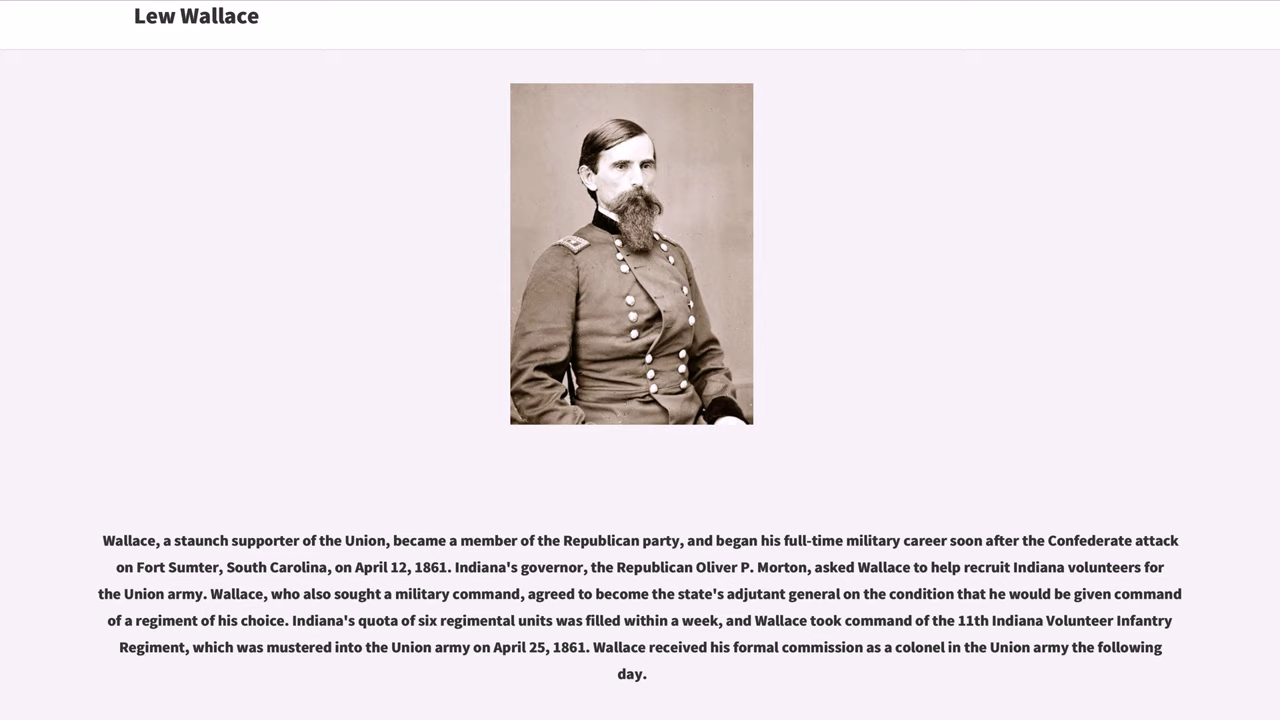 Lew Wallace
Wallace, a staunch supporter of the Union, became a member of the Republican party, and began his full-time military career soon after the Confederate attack
on Fort Sumter, South Carolina, on April 12, 1861. Indiana's governor, the Republican Oliver P. Morton, asked Wallace to help recruit Indiana volunteers for
the Union army. Wallace, who also sought a military command, agreed to become the state's adjutant general on the condition that he would be given command
of a regiment of his choice. Indiana's quota of six regimental units was filled within a week, and Wallace took command of the 11th Indiana Volunteer Infantry
Regiment, which was mustered into the Union army on April 25, 1861. Wallace received his formal commission as a colonel in the Union army the following
day.